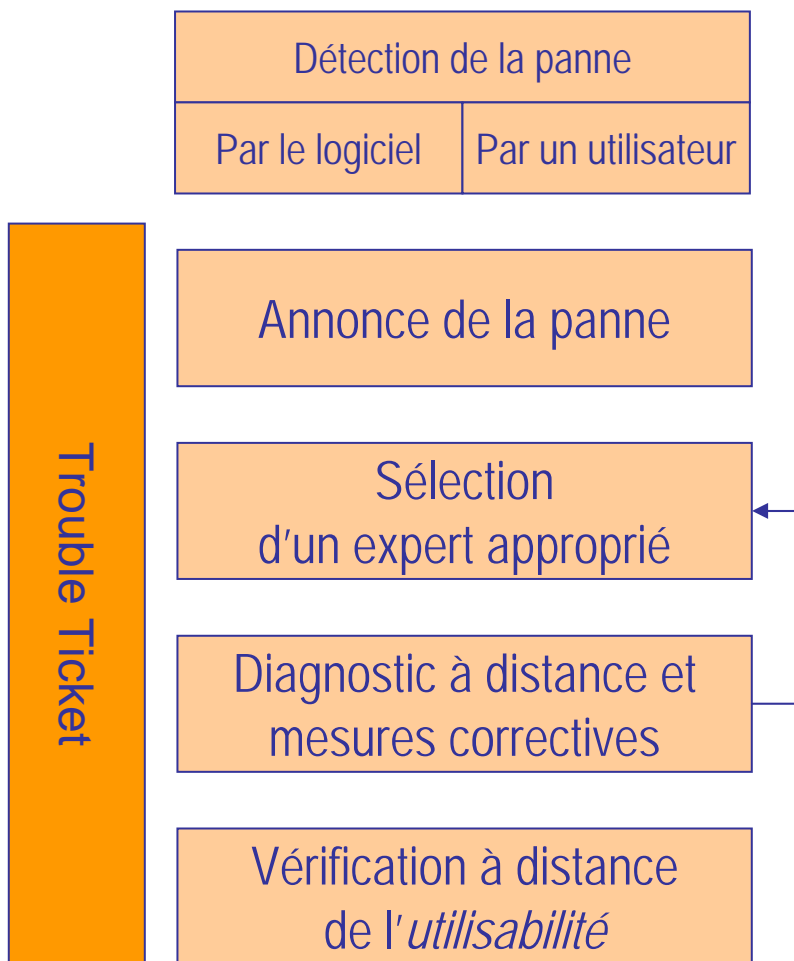 Détection de la panne
Par le logiciel
Par un utilisateur
Trouble Ticket
Annonce de la panne
Sélection
d'un expert approprié
Diagnostic à distance et
mesures correctives
Vérification à distance
de l'utilisabilité